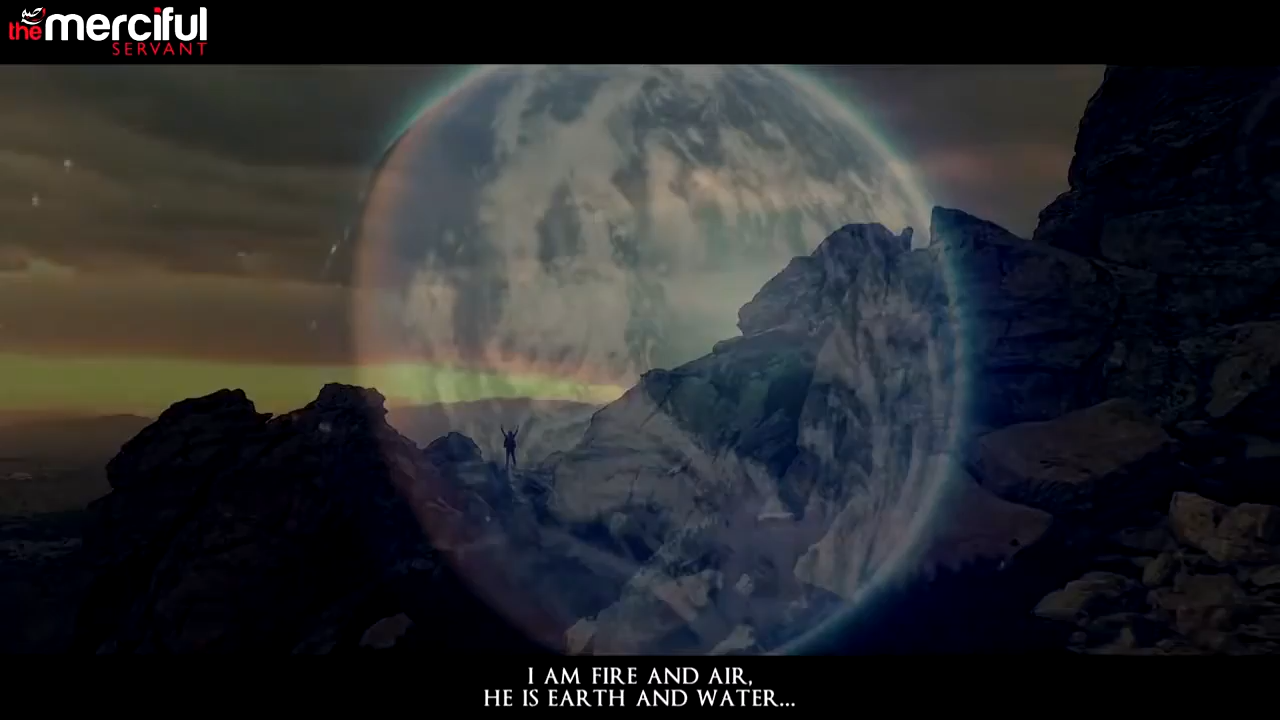 the merciful
SERVANT
I AM FIRE AND AIR,
HE IS EARTH AND WATER...